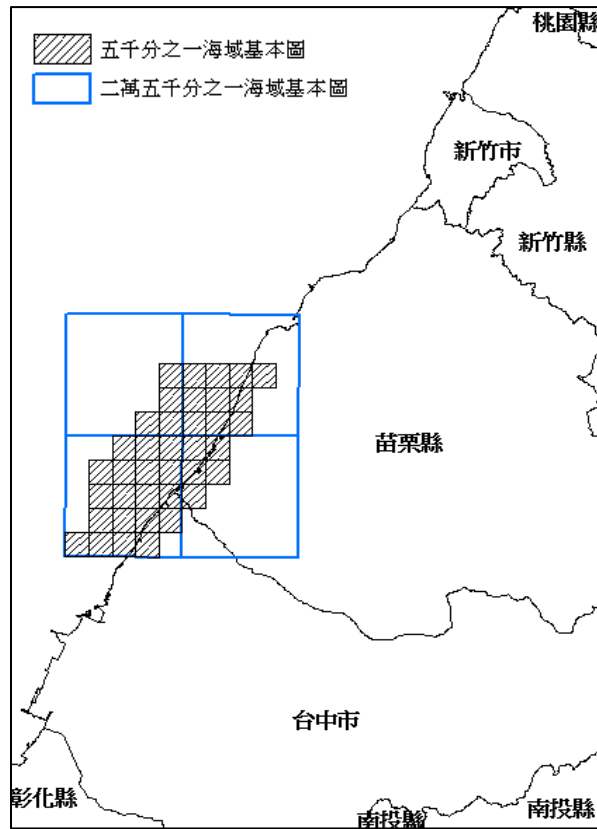 五千分之一海域基本圖
二萬五千分之一海域基本圖
桃園縣
新竹市
新竹縣
苗栗縣
台中市
彰化縣
南投縣
南投縣